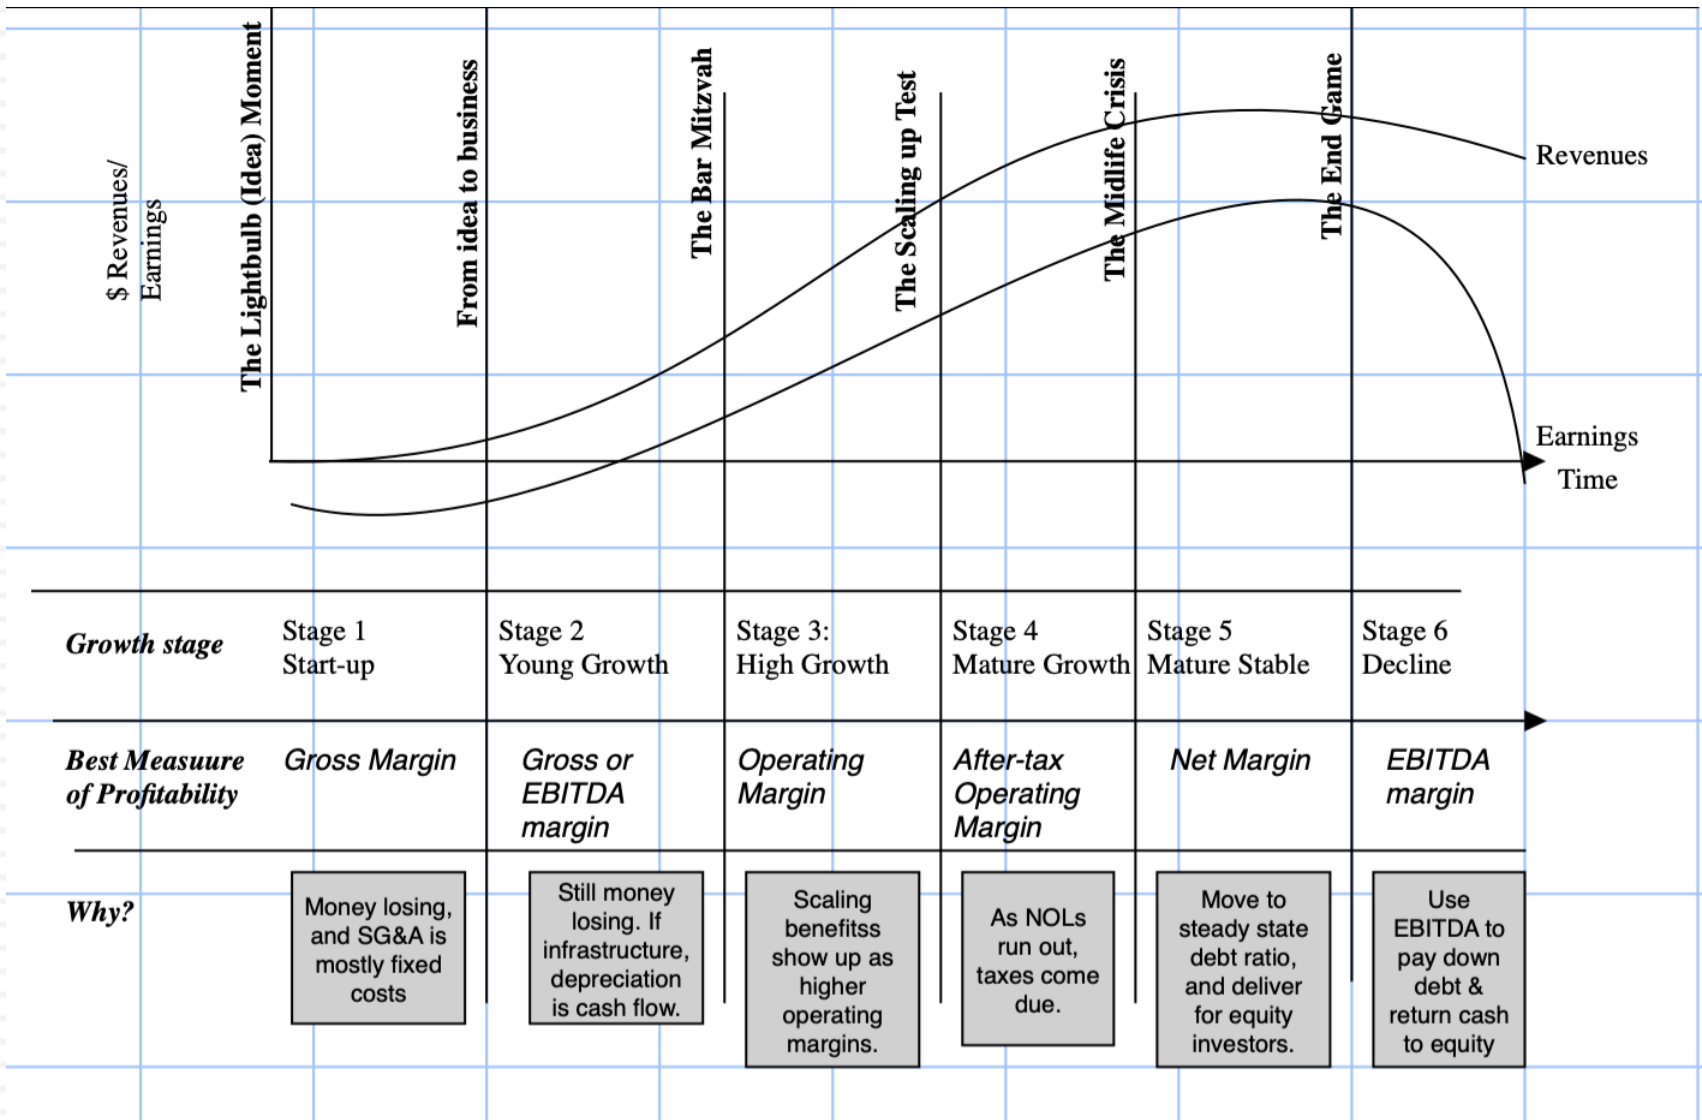 $ Revenues/
Earnings
The Lightbulb (Idea) Moment
From idea to business
The Bar Mitzvah
The Scaling up Test
The Midlife Crisis
The End Game
Revenues
Earnings
Time
Growth stage
Stage 1
Start-up
Stage 2
Young Growth
Stage 3:
High Growth
Stage 4
Mature Growth
Stage 5
Mature Stable
Stage 6
Decline
Best Measuure
of Profitability
Gross Margin
Gross or
EBITDA
margin
Operating
Margin
After-tax
Operating
Margin
Net Margin
EBITDA
margin
Why?
Money losing,
and SG&A is
mostly fixed
costs
Still money
losing. If
infrastructure,
depreciation
is cash flow.
Scaling
benefitss
show up as
higher
operating
margins.
As NOLs
run out,
taxes come
due.
Move to
steady state
debt ratio,
and deliver
for equity
investors.
Use
EBITDA to
pay down
debt &
return cash
to equity